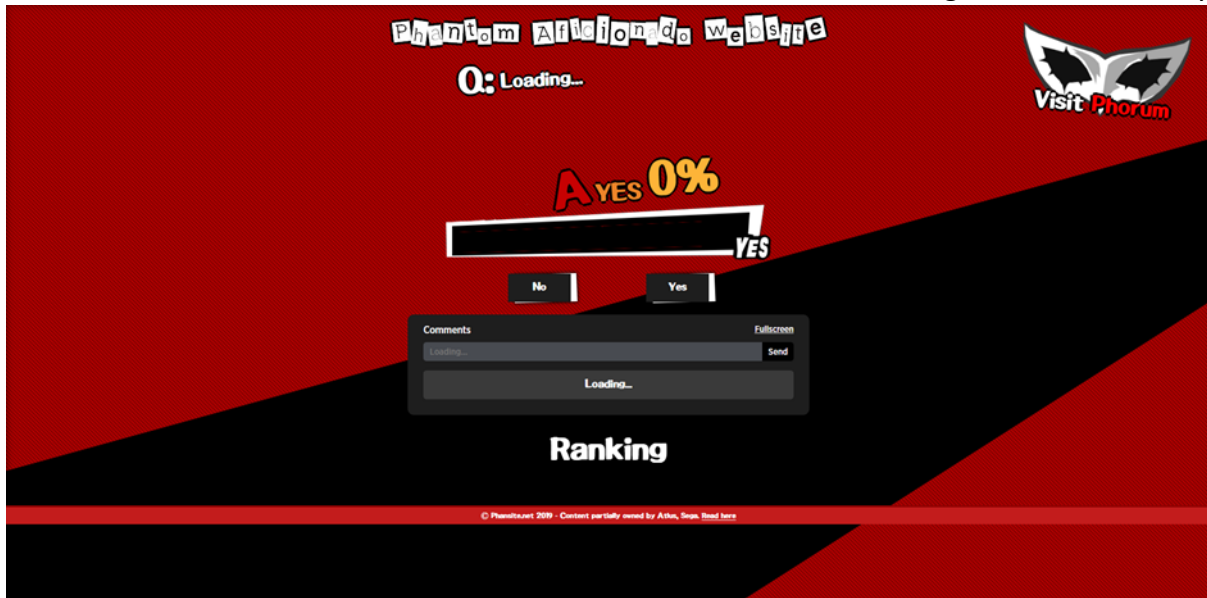 Phantom Aficionado Website
Q: Loading...
Visit Phorum
A YES 0%
YES
No
Yes
Comments
Fullscreen
Loading...
Send
Loading...
Ranking
© Phansite.net 2019 - Content partially owned by Atlus, Sega. Read here